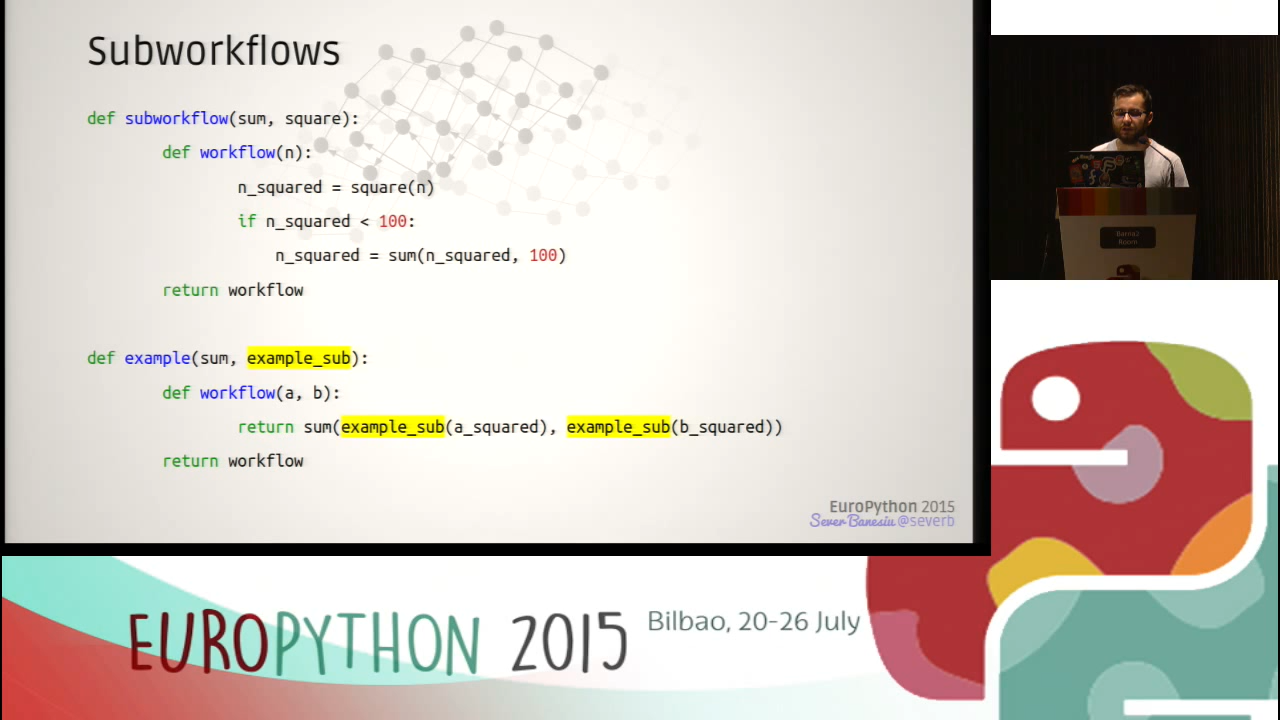 Subworkflows
def subworkflow(sum, square):
def workflow(n):
n_squared = square(n)
if n_squared < 100:
n_squared = sum(n_squared, 100)
return workflow
def example(sum, example_sub):
def workflow(a, b):
return sum(example_sub(a_squared), example_sub(b_squared))
return workflow
EuroPython 2015
Sever Banesiu @severb
Barria2
Room
EUROPYTHON 2015
Bilbao, 20-26 July